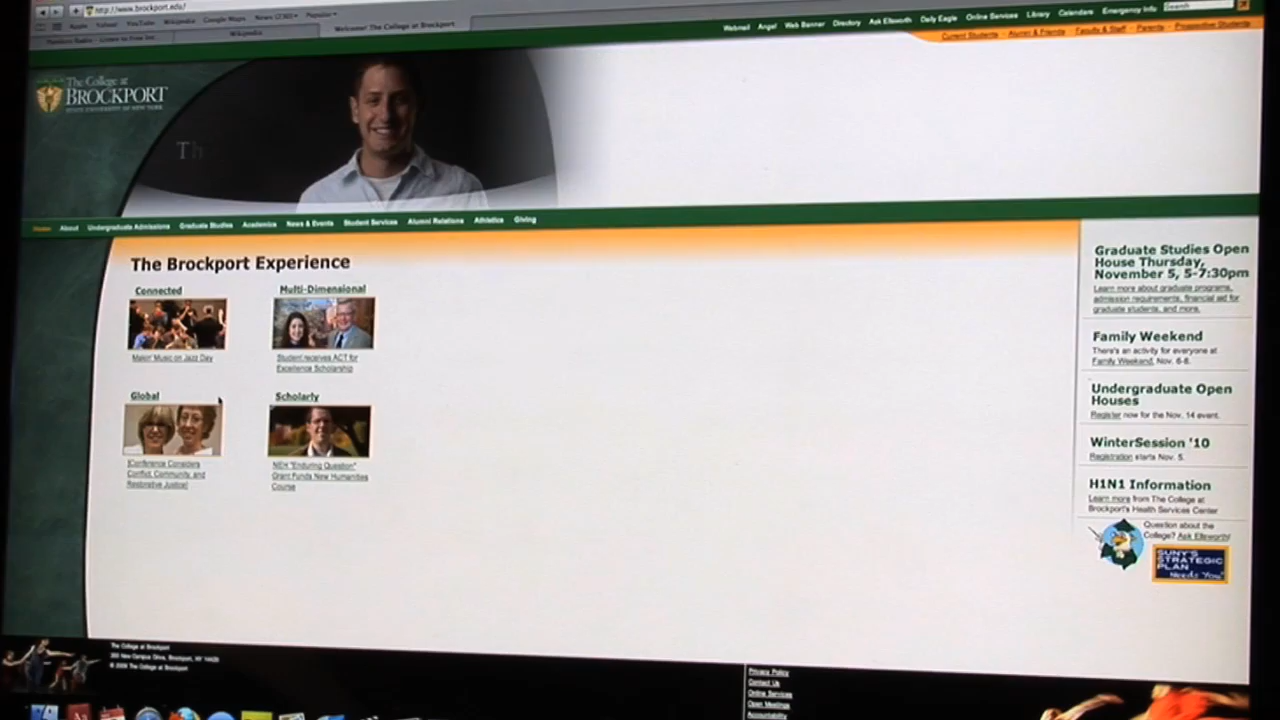 http://www.brockport.edu/
Apple Yahoo! YouTube Wikipedia Google Maps News (230) Popular
Wikipedia
Welcome! The College at Brockport
Search
Webmail Angel Web Banner Directory Ask Ellsworth Daily Eagle Online Services Library Calendars Emergency Info
Current Students Alumni & Friends Faculty & Staff Parents Prospective Students
The College at
BROCKPORT
STATE UNIVERSITY OF NEW YORK
Th
Home About Undergraduate Admissions Graduate Studies Academics News & Events Student Services Alumni Relations Athletics Giving
The Brockport Experience
Connected
Makin' Music on Jazz Day
Multi-Dimensional
Student receives ACT for
Excellence Scholarship
Global
[Conference Considers
Conflict, Community, and
Restorative Justice]
Scholarly
NEH "Enduring Question"
Grant Funds New Humanities
Course
Graduate Studies Open
House Thursday,
November 5, 5-7:30pm
Learn more about graduate programs,
admission requirements, financial aid for
graduate students, and more.
Family Weekend
There's an activity for everyone at
Family Weekend, Nov. 6-8.
Undergraduate Open
Houses
Register now for the Nov. 14 event.
WinterSession '10
Registration starts Nov. 5.
H1N1 Information
Learn more from The College at
Brockport's Health Services Center
Question about the
College? Ask Ellsworth!
SUNY'S
STRATEGIC
PLAN
Needs You!
The College at Brockport
350 New Campus Drive, Brockport, NY 14420
© 2009 The College at Brockport
Privacy Policy
Contact Us
Online Services
Open Meetings
Accountability